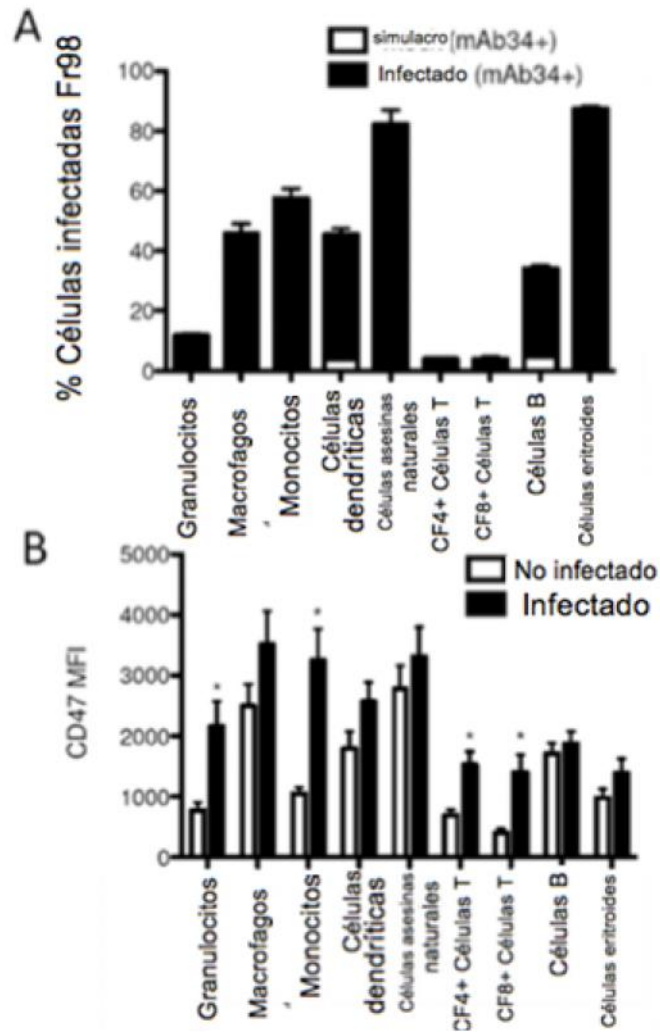 A
simulacro (mAb34+)
Infectado (mAb34+)
% Células infectadas Fr98
100
80
60
40
20
0
Granulocitos
Macrofagos
Monocitos
Células
dendríticas
Células asesinas
naturales
CF4+ Células T
CF8+ Células T
Células B
Células eritroides
B
No infectado
Infectado
CD47 MFI
5000
4000
3000
2000
1000
0
*
*
*
*
Granulocitos
Macrofagos
Monocitos
Células
dendríticas
Células asesinas
naturales
CF4+ Células T
CF8+ Células T
Células B
Células eritroides